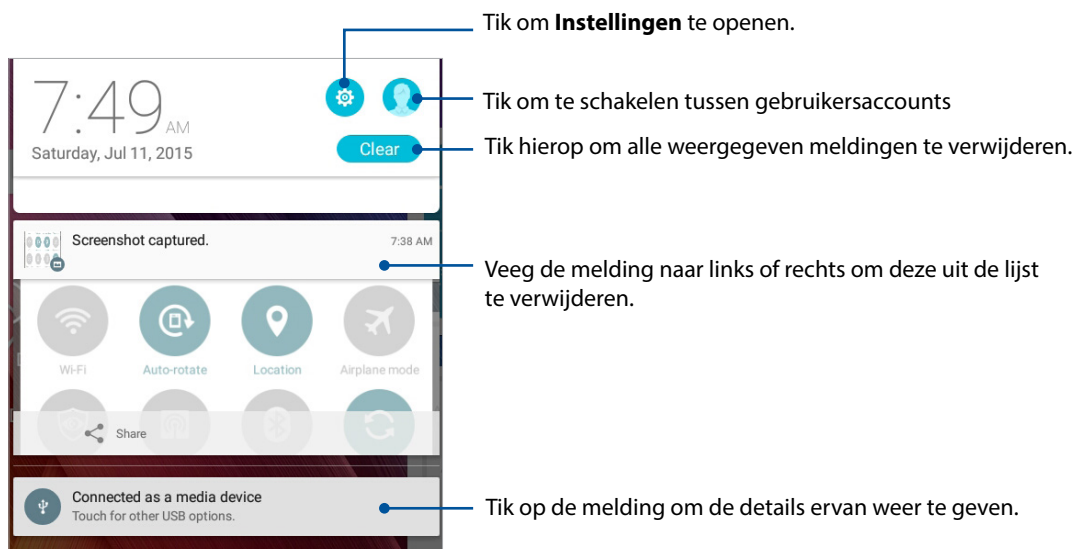 Tik om Instellingen te openen.
7:49 AM
Saturday, Jul 11, 2015
Tik om te schakelen tussen gebruikersaccounts
Clear
Tik hierop om alle weergegeven meldingen te verwijderen.
Screenshot captured.
7:38 AM
Veeg de melding naar links of rechts om deze uit de lijst
te verwijderen.
Wi-Fi
Auto-rotate
Location
Airplane mode
Share
Connected as a media device
Touch for other USB options.
Tik op de melding om de details ervan weer te geven.